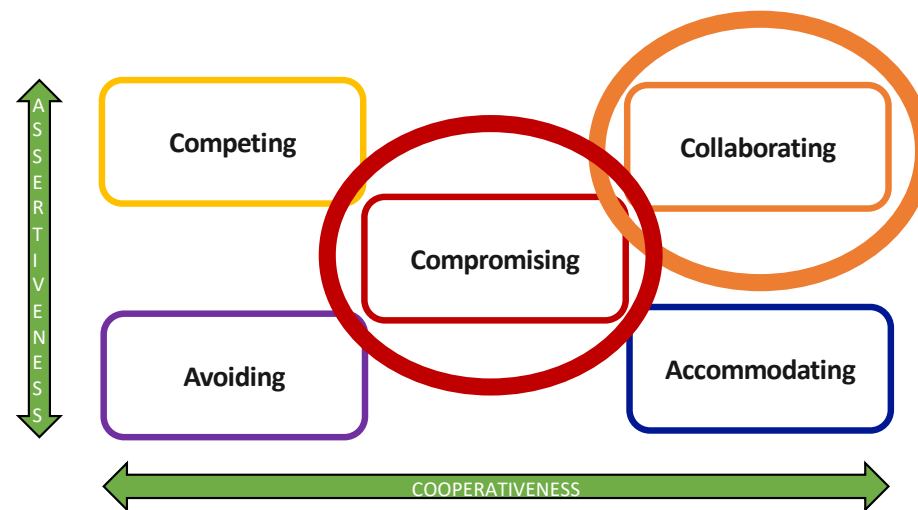 ASSERTIVENESS
Competing
Collaborating
Compromising
Avoiding
Accommodating
COOPERATIVENESS